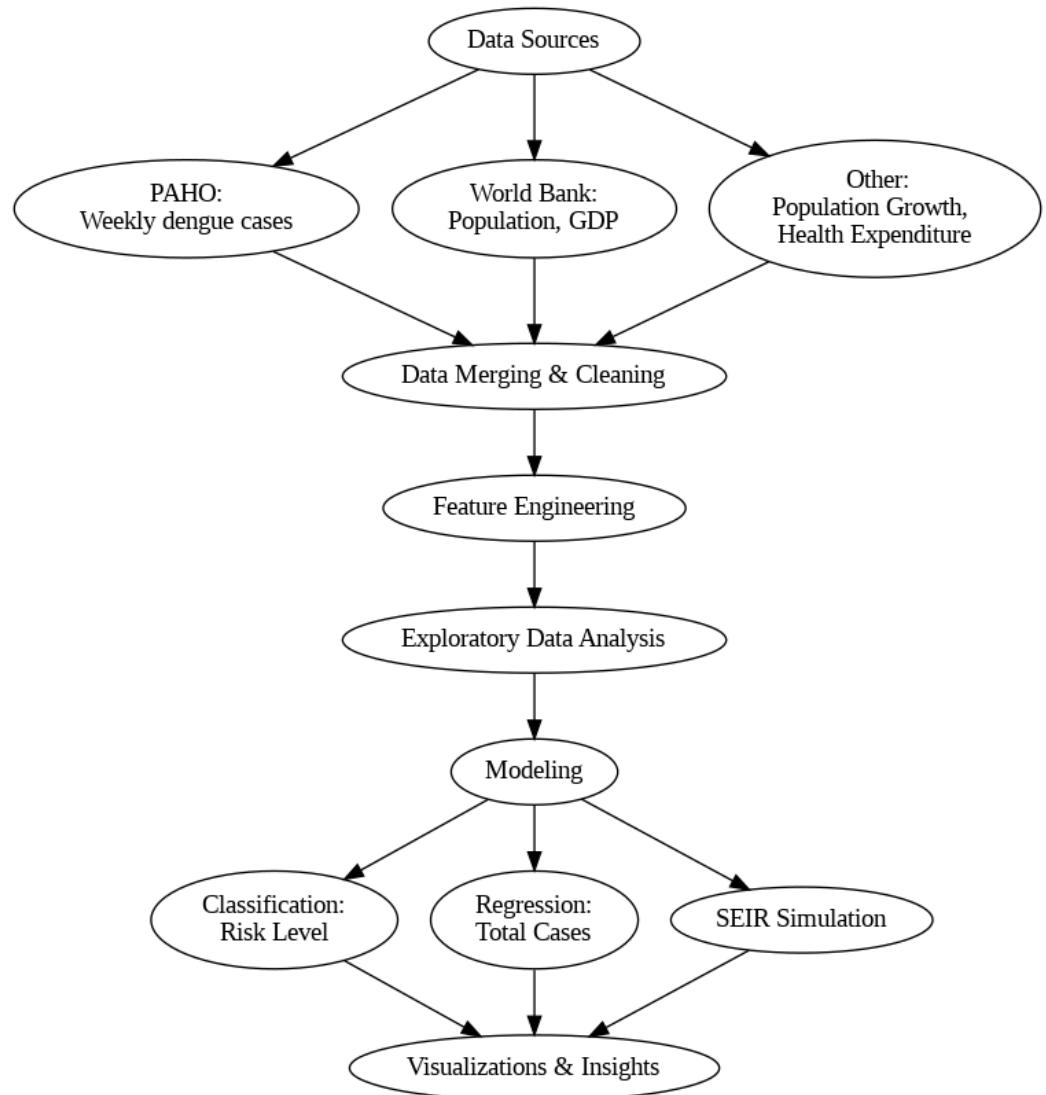 Data Sources
PAHO:
Weekly dengue cases
World Bank:
Population, GDP
Other:
Population Growth,
Health Expenditure
Data Merging & Cleaning
Feature Engineering
Exploratory Data Analysis
Modeling
Classification:
Risk Level
Regression:
Total Cases
SEIR Simulation
Visualizations & Insights